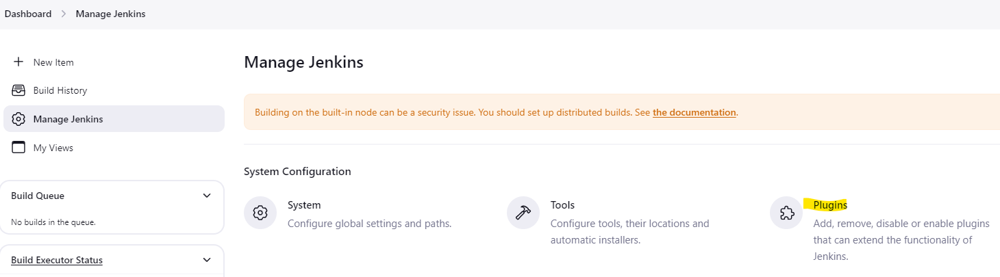 Dashboard > Manage Jenkins
New Item
Build History
Manage Jenkins
My Views
Build Queue
No builds in the queue.
Build Executor Status
Manage Jenkins
Building on the built-in node can be a security issue. You should set up distributed builds. See the documentation.
System Configuration
System
Configure global settings and paths.
Tools
Configure tools, their locations and
automatic installers.
Plugins
Add, remove, disable or enable plugins
that can extend the functionality of
Jenkins.